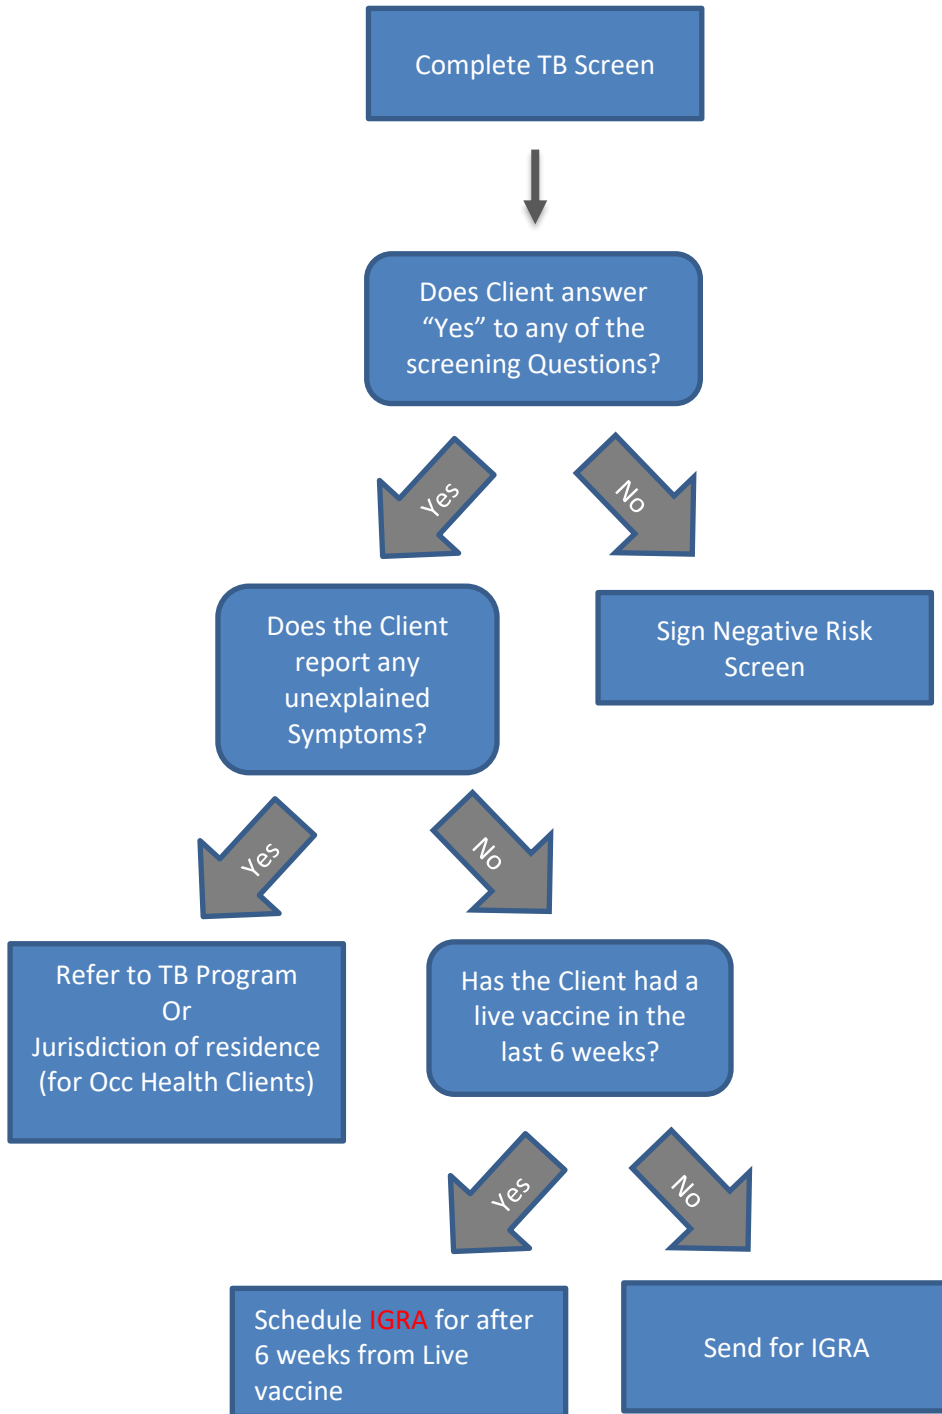 Complete TB Screen
Does Client answer
“Yes” to any of the
screening Questions?
Yes
No
Does the Client
report any
unexplained
Symptoms?
Sign Negative Risk
Screen
Yes
No
Refer to TB Program
Or
Jurisdiction of residence
(for Occ Health Clients)
Has the Client had a
live vaccine in the
last 6 weeks?
Yes
No
Schedule IGRA for after
6 weeks from Live
vaccine
Send for IGRA